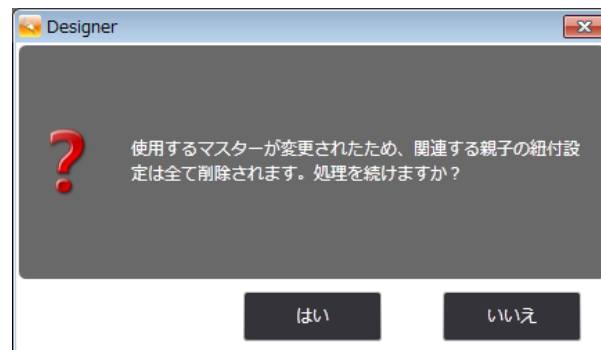 Designer
使用するマスターが変更されたため、関連する親子の紐付設
定は全て削除されます。処理を続けますか？
はい
いいえ